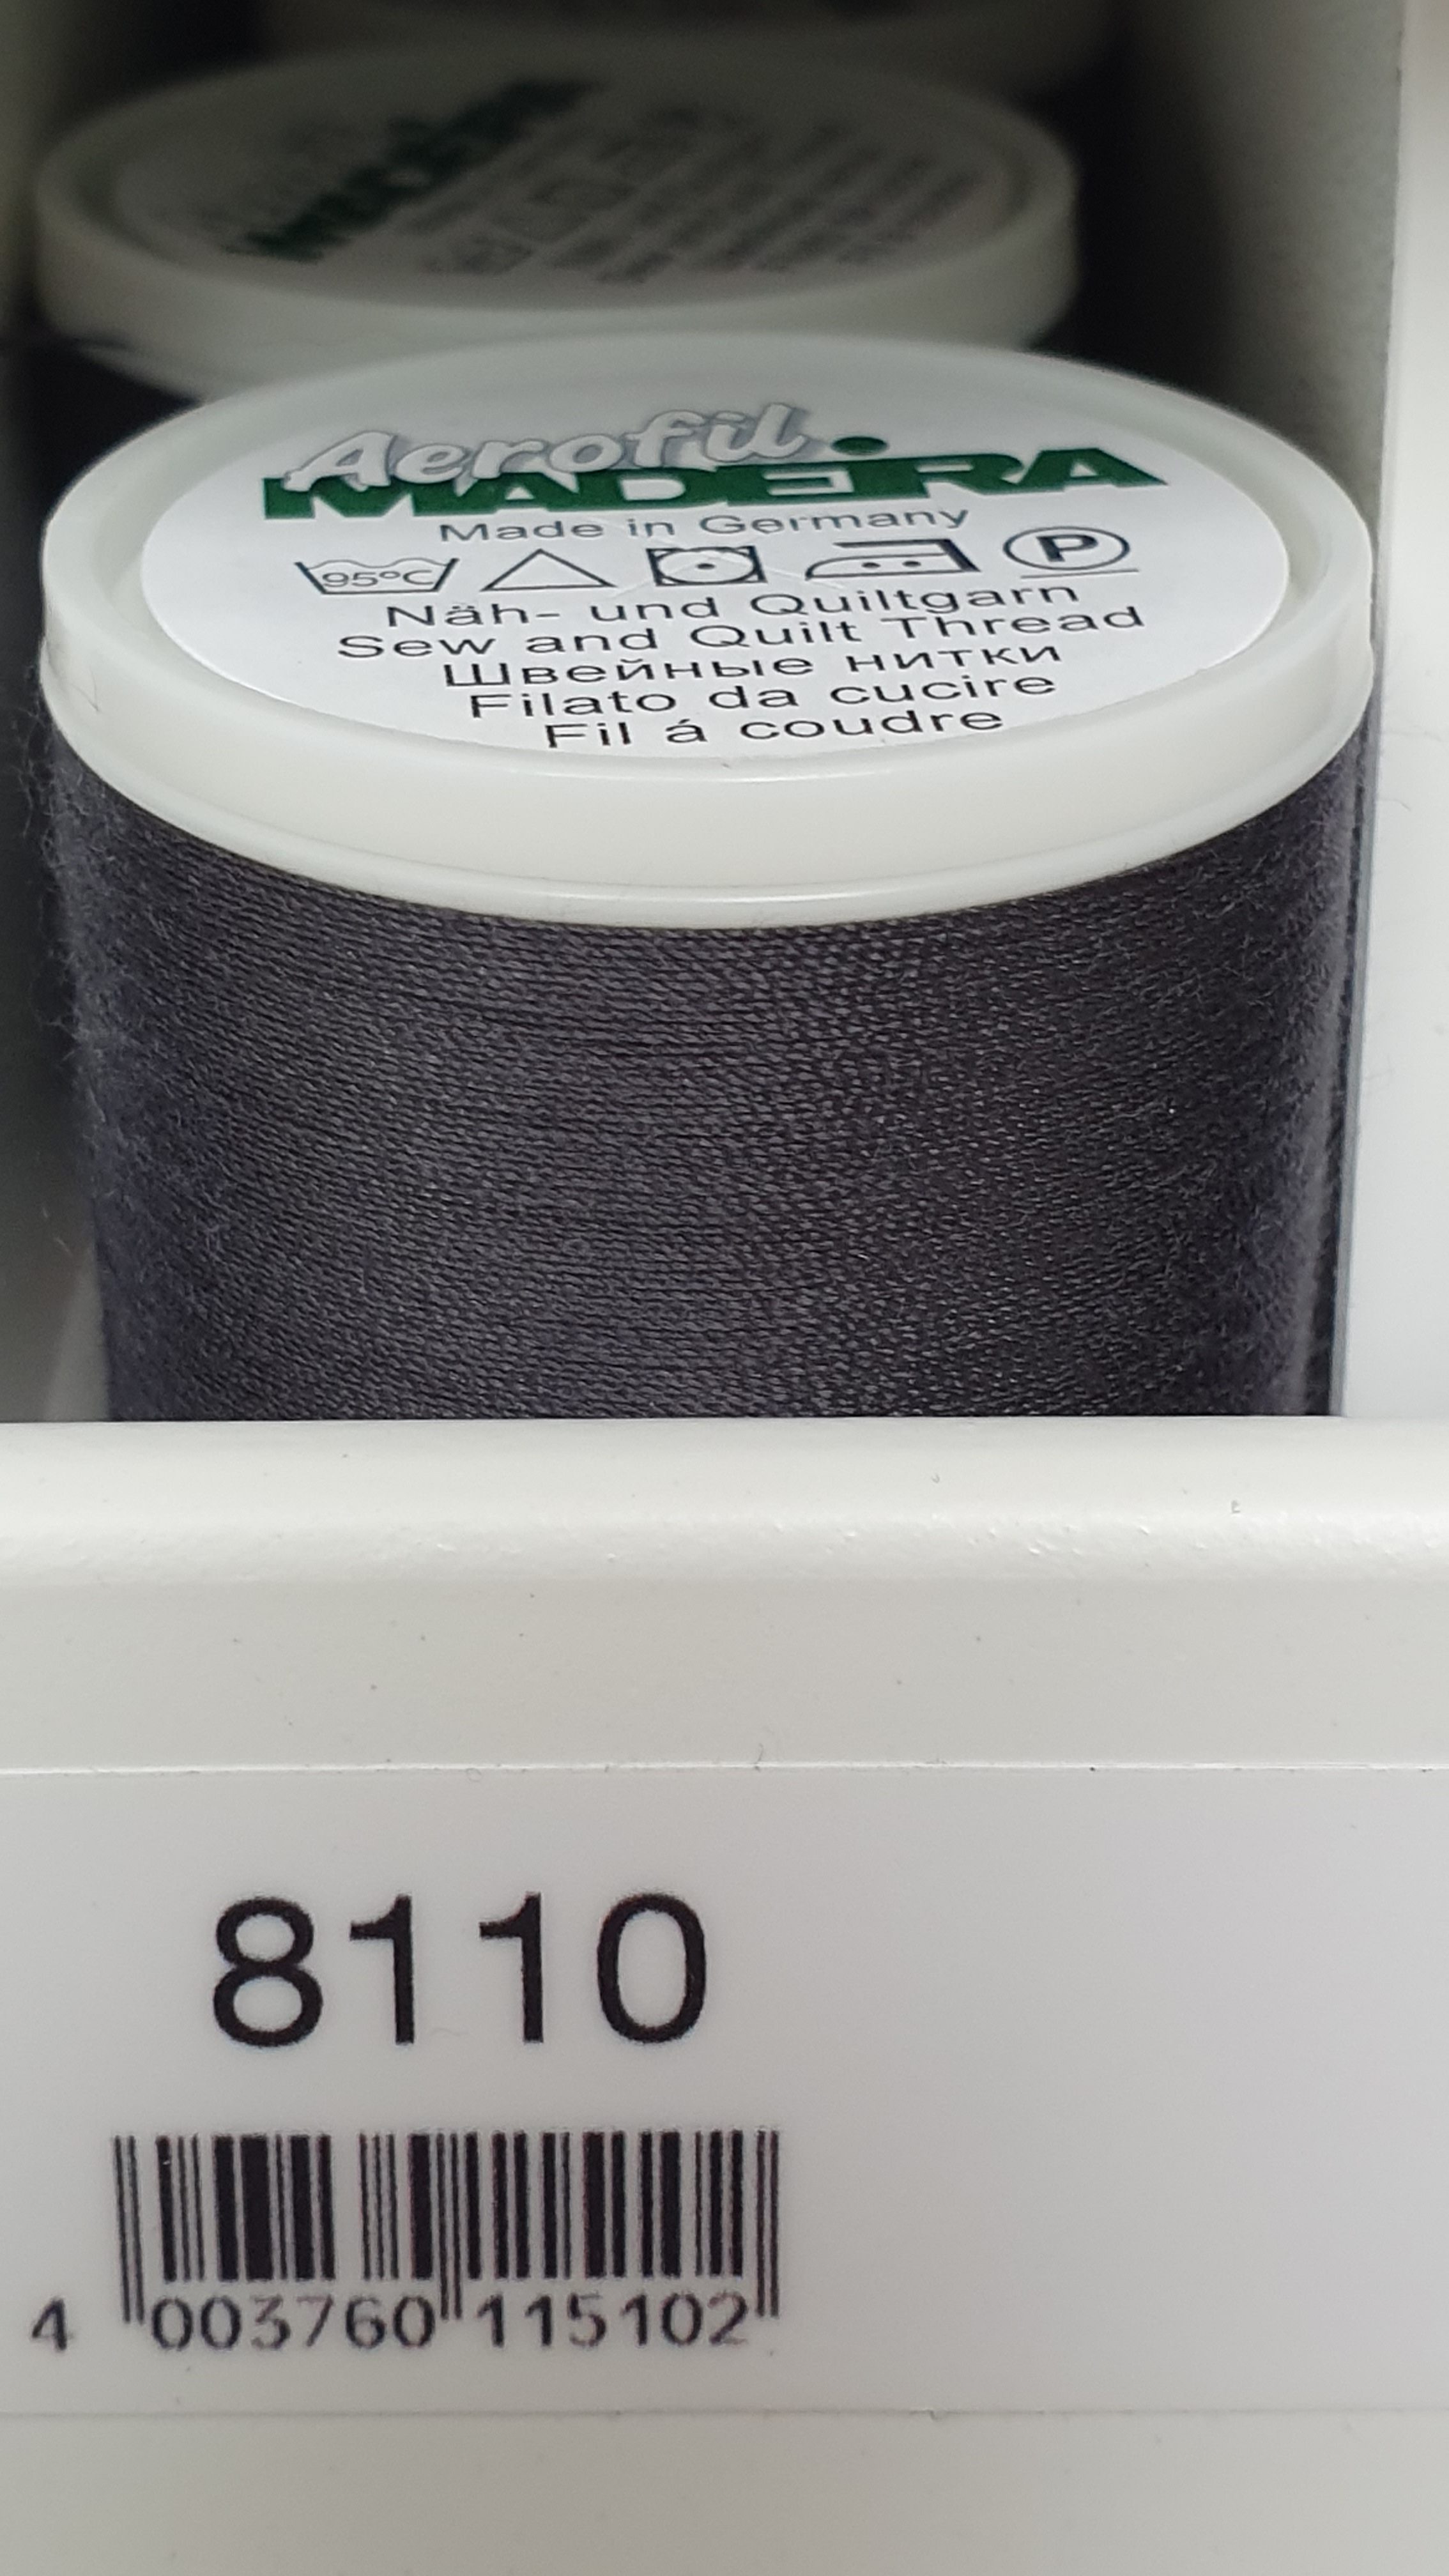 Aerofil
MADEIRA
Made in Germany
95°C P
Näh- und Quiltgarn
Sew and Quilt Thread
Швейные нитки
Filato da cucire
Fil á coudre
8110
4 003760 115102